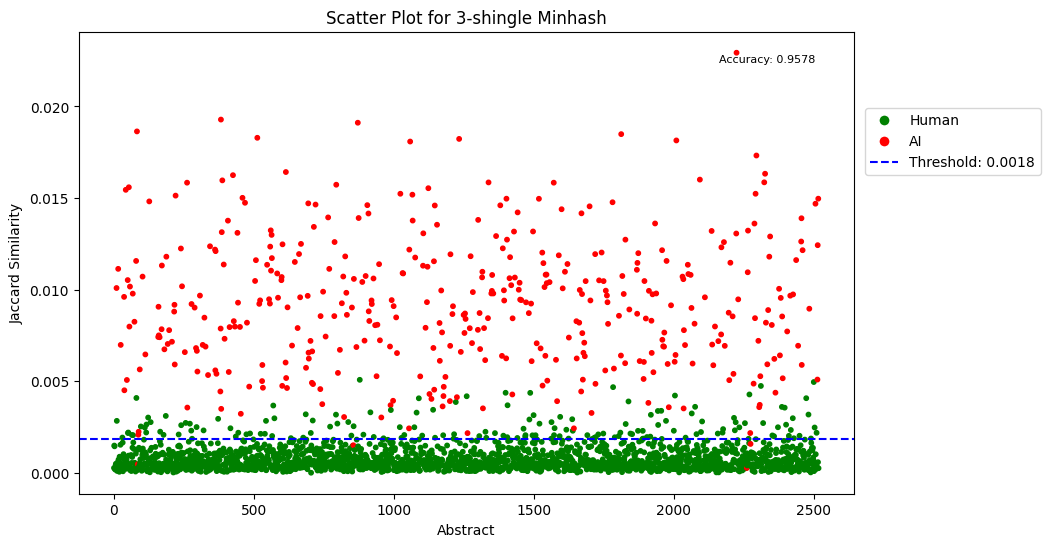 Scatter Plot for 3-shingle Minhash
Accuracy: 0.9578
Human
AI
Threshold: 0.0018
Jaccard Similarity
0.020
0.015
0.010
0.005
0.000
0 500 1000 1500 2000 2500
Abstract